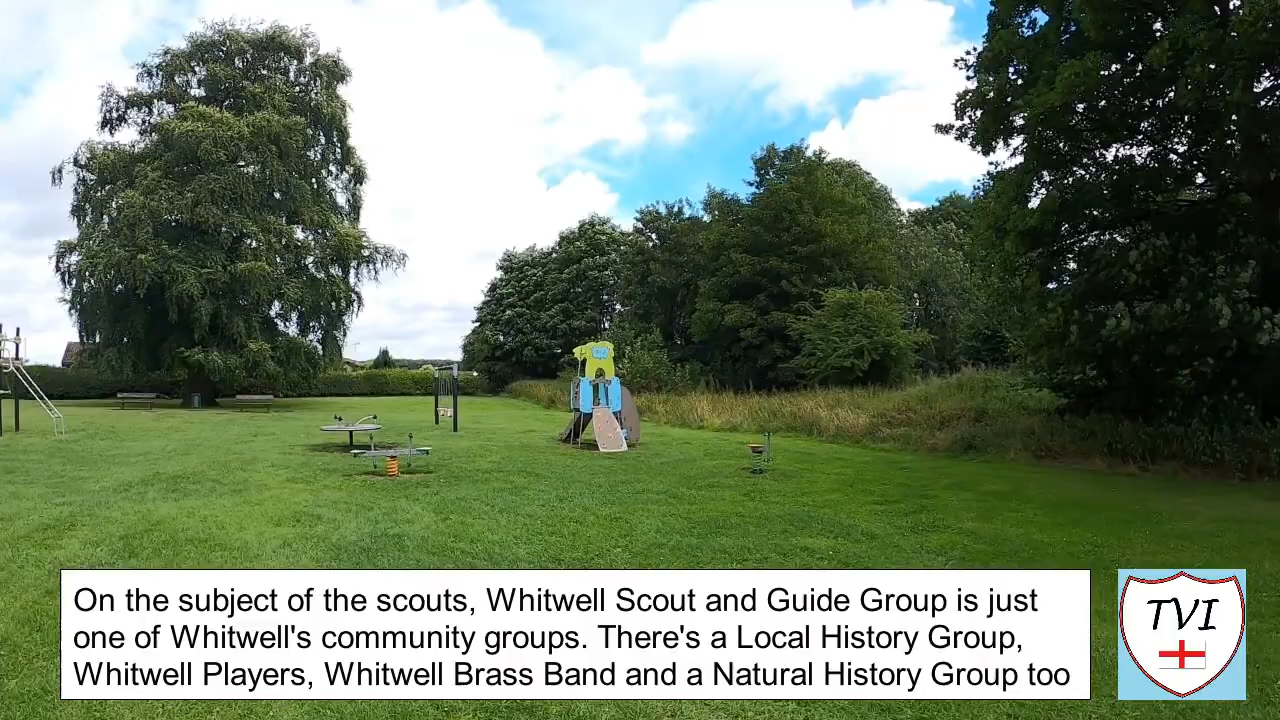 On the subject of the scouts, Whitwell Scout and Guide Group is just
one of Whitwell's community groups. There's a Local History Group,
Whitwell Players, Whitwell Brass Band and a Natural History Group too
TVI